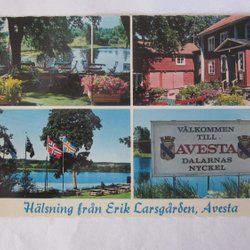 VÄLKOMMEN
TILL
AVESTA
DALARNAS
NYCKEL
Hälsning från Erik Larsgården, Avesta